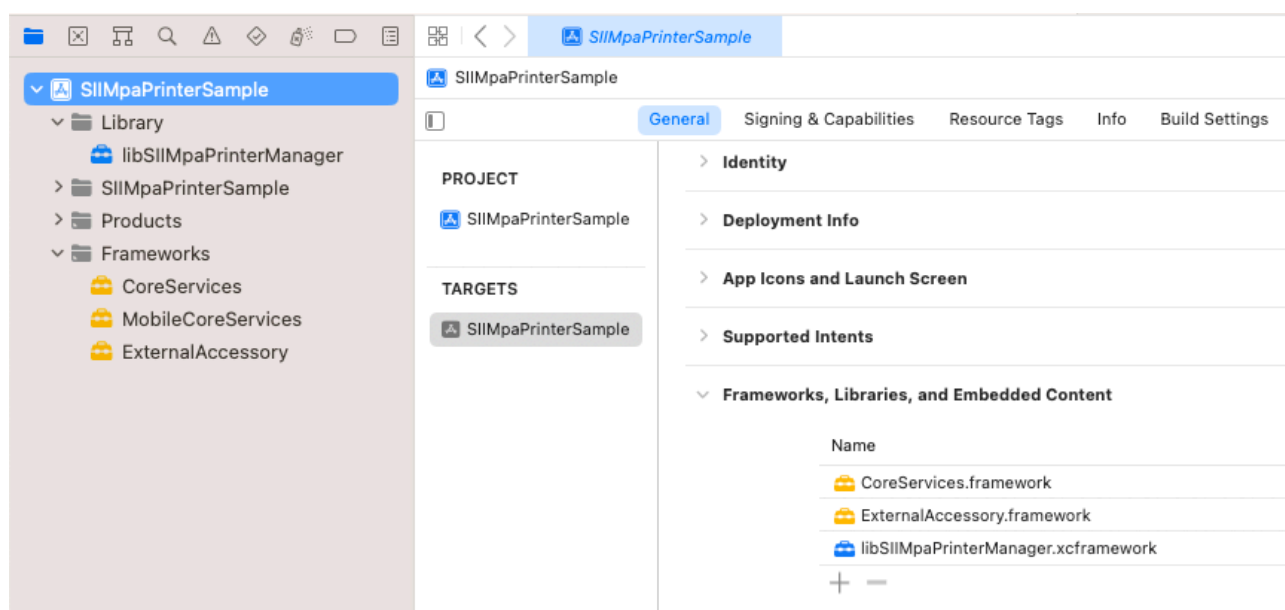 SIIMpaPrinterSample
Library
libSIIMpaPrinterManager
SIIMpaPrinterSample
Products
Frameworks
CoreServices
MobileCoreServices
ExternalAccessory
SIIMpaPrinterSample
SIIMpaPrinterSample
General Signing & Capabilities Resource Tags Info Build Settings
PROJECT
SIIMpaPrinterSample
TARGETS
SIIMpaPrinterSample
Identity
Deployment Info
App Icons and Launch Screen
Supported Intents
Frameworks, Libraries, and Embedded Content
Name
CoreServices.framework
ExternalAccessory.framework
libSIIMpaPrinterManager.xcframework